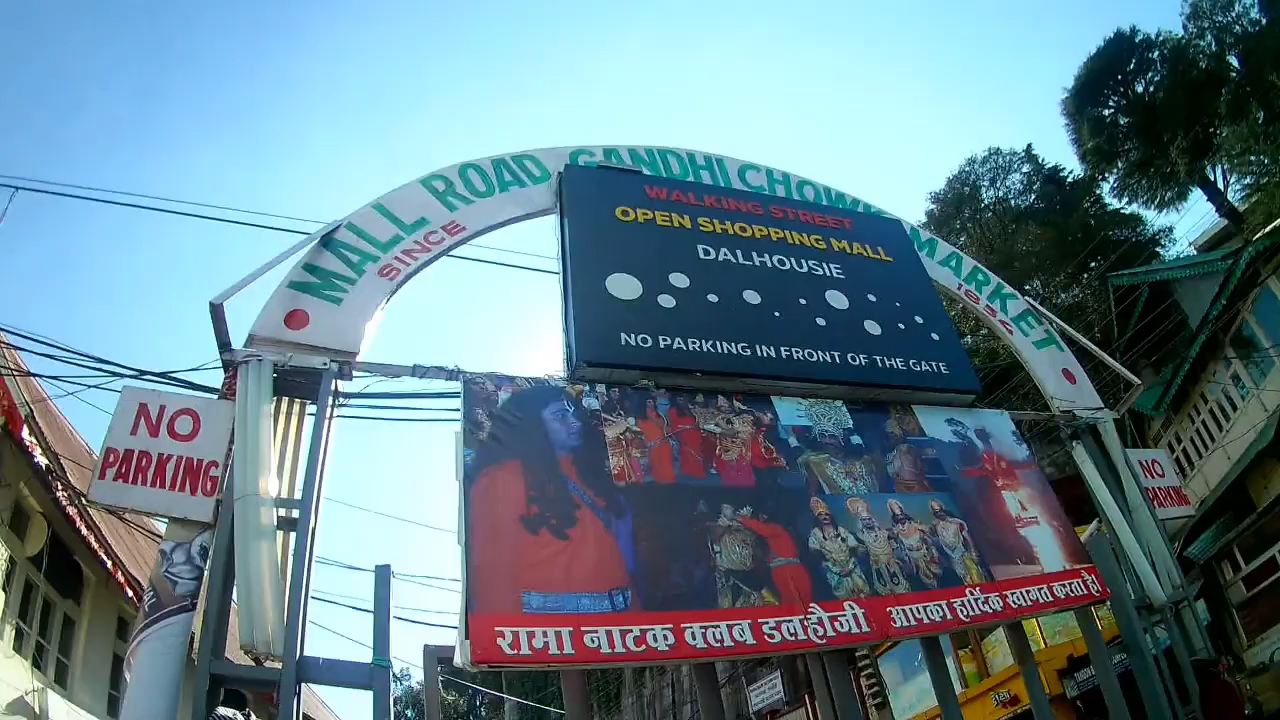 MALL ROAD GANDHI CHOWK MARKET
SINCE
WALKING STREET
OPEN SHOPPING MALL
DALHOUSIE
NO PARKING IN FRONT OF THE GATE
NO
PARKING
NO
PARKING
रामा नाटक क्लब डलहौजी आपका हार्दिक स्वागत करता है।